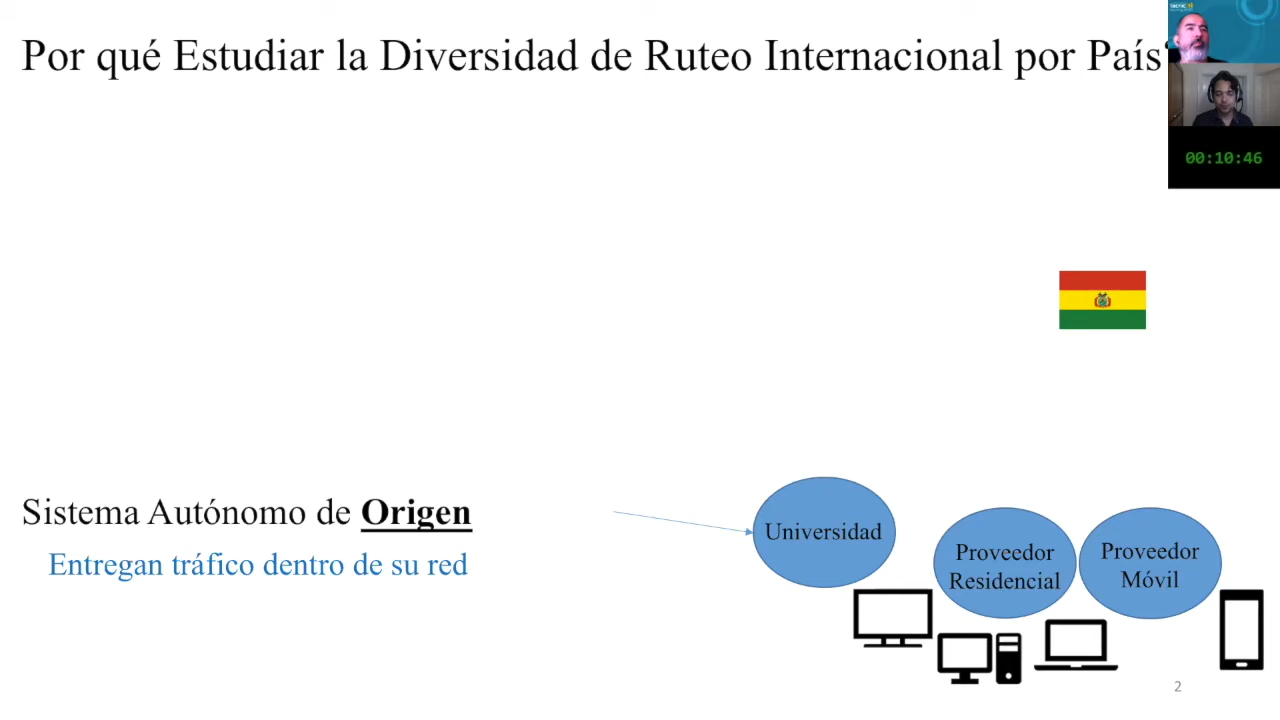 Por qué Estudiar la Diversidad de Ruteo Internacional por País
00:10:46
Sistema Autónomo de Origen
Entregan tráfico dentro de su red
Universidad
Proveedor
Residencial
Proveedor
Móvil
2